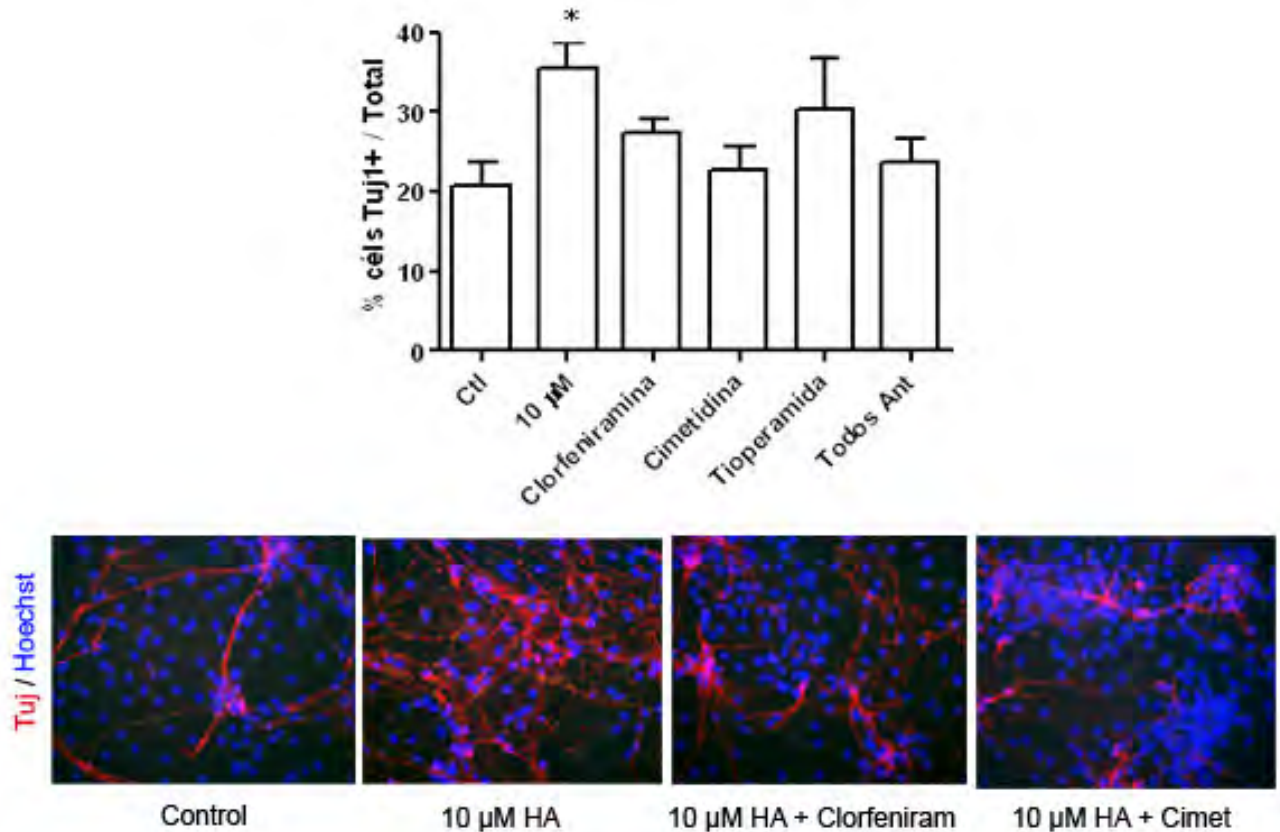 % céls Tuj1+ / Total
*
40
30
20
10
0
Ctl
10 µM
Clorfeniramina
Cimetidina
Tioperamida
Todos Ant
Tuj / Hoechst
Control
10 µM HA
10 µM HA + Clorfeniram
10 µM HA + Cimet